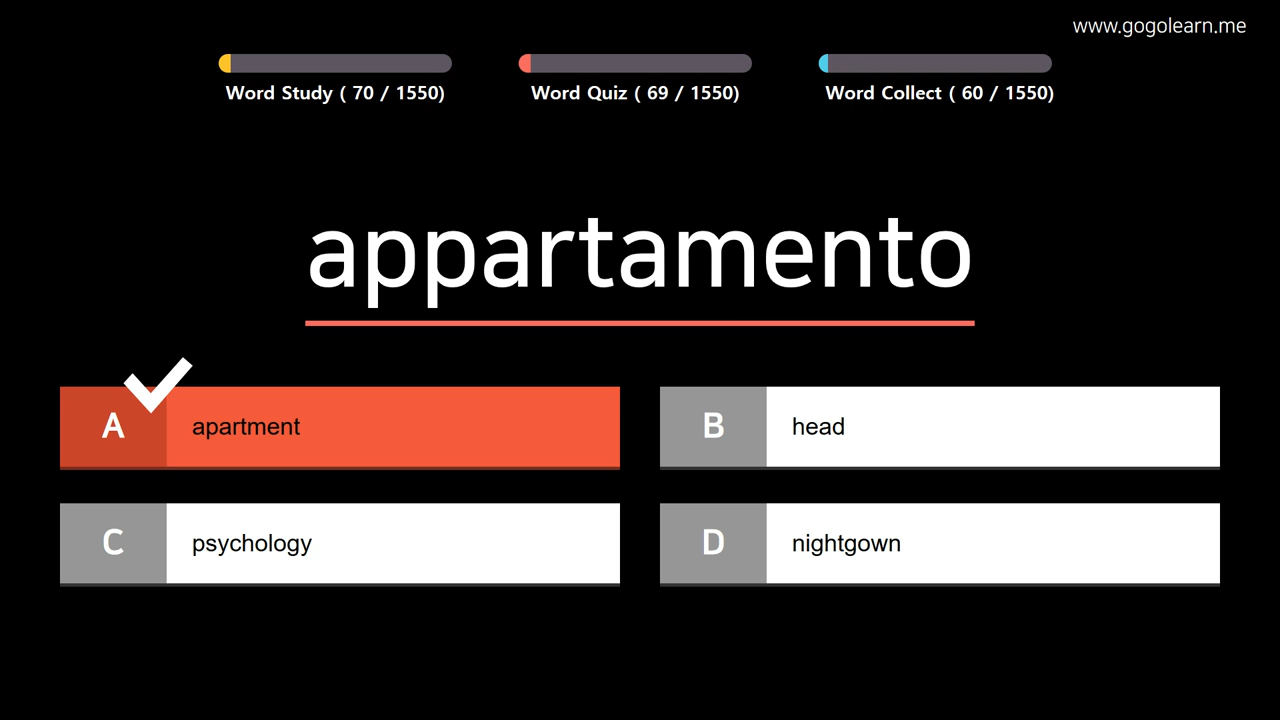 www.gogolearn.me
Word Study ( 70 / 1550)
Word Quiz ( 69 / 1550)
Word Collect ( 60 / 1550)
appartamento
A apartment
B head
C psychology
D nightgown